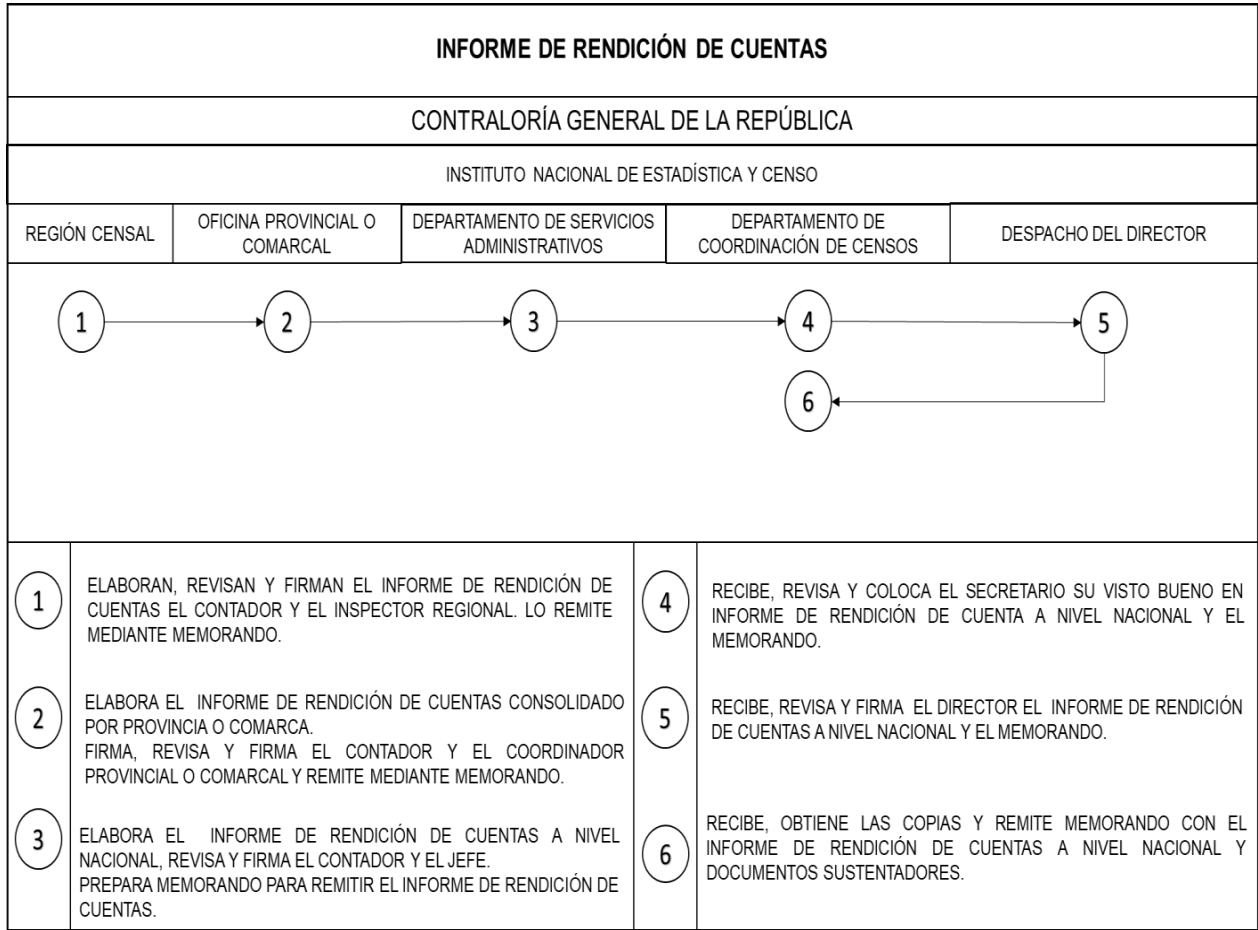 INFORME DE RENDICIÓN DE CUENTAS
CONTRALORÍA GENERAL DE LA REPÚBLICA
INSTITUTO NACIONAL DE ESTADÍSTICA Y CENSO
REGIÓN CENSAL
OFICINA PROVINCIAL O
COMARCAL
DEPARTAMENTO DE SERVICIOS
ADMINISTRATIVOS
DEPARTAMENTO DE
COORDINACIÓN DE CENSOS
DESPACHO DEL DIRECTOR
1
2
3
4
5
6
1
ELABORAN, REVISAN Y FIRMAN EL INFORME DE RENDICIÓN DE
CUENTAS EL CONTADOR Y EL INSPECTOR REGIONAL. LO REMITE
MEDIANTE MEMORANDO.
2
ELABORA EL INFORME DE RENDICIÓN DE CUENTAS CONSOLIDADO
POR PROVINCIA O COMARCA.
FIRMA, REVISA Y FIRMA EL CONTADOR Y EL COORDINADOR
PROVINCIAL O COMARCAL Y REMITE MEDIANTE MEMORANDO.
3
ELABORA EL INFORME DE RENDICIÓN DE CUENTAS A NIVEL
NACIONAL, REVISA Y FIRMA EL CONTADOR Y EL JEFE.
PREPARA MEMORANDO PARA REMITIR EL INFORME DE RENDICIÓN DE
CUENTAS.
4
RECIBE, REVISA Y COLOCA EL SECRETARIO SU VISTO BUENO EN
INFORME DE RENDICIÓN DE CUENTA A NIVEL NACIONAL Y EL
MEMORANDO.
5
RECIBE, REVISA Y FIRMA EL DIRECTOR EL INFORME DE RENDICIÓN
DE CUENTAS A NIVEL NACIONAL Y EL MEMORANDO.
6
RECIBE, OBTIENE LAS COPIAS Y REMITE MEMORANDO CON EL
INFORME DE RENDICIÓN DE CUENTAS A NIVEL NACIONAL Y
DOCUMENTOS SUSTENTADORES.